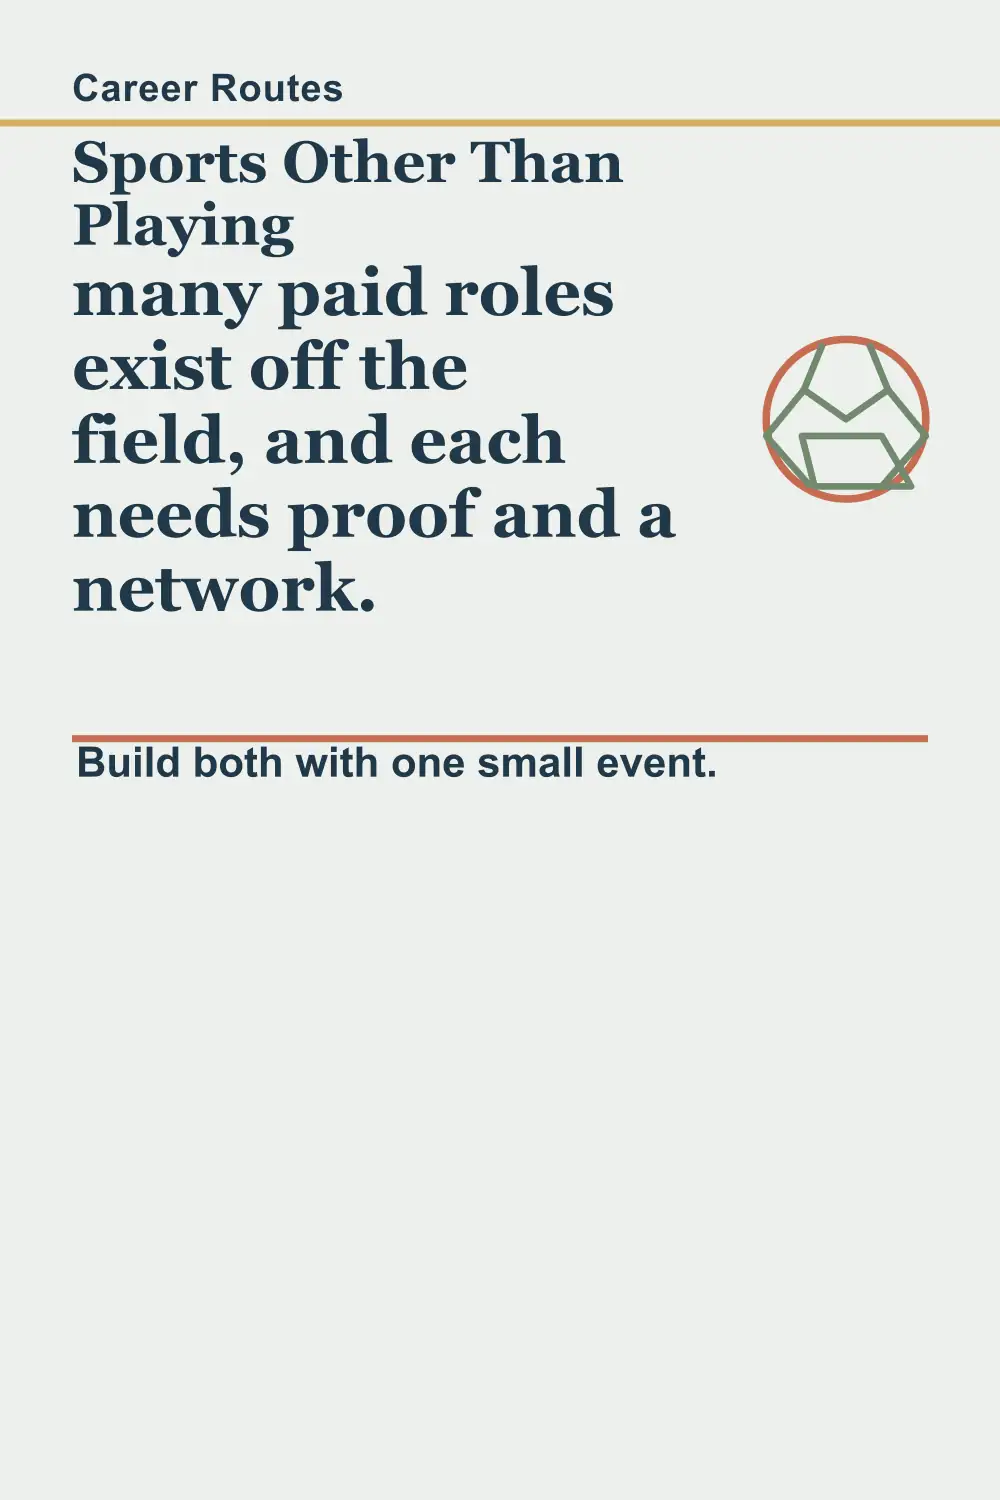 Career Routes
Sports Other Than
Playing
many paid roles
exist off the
field, and each
needs proof and a
network.
Build both with one small event.